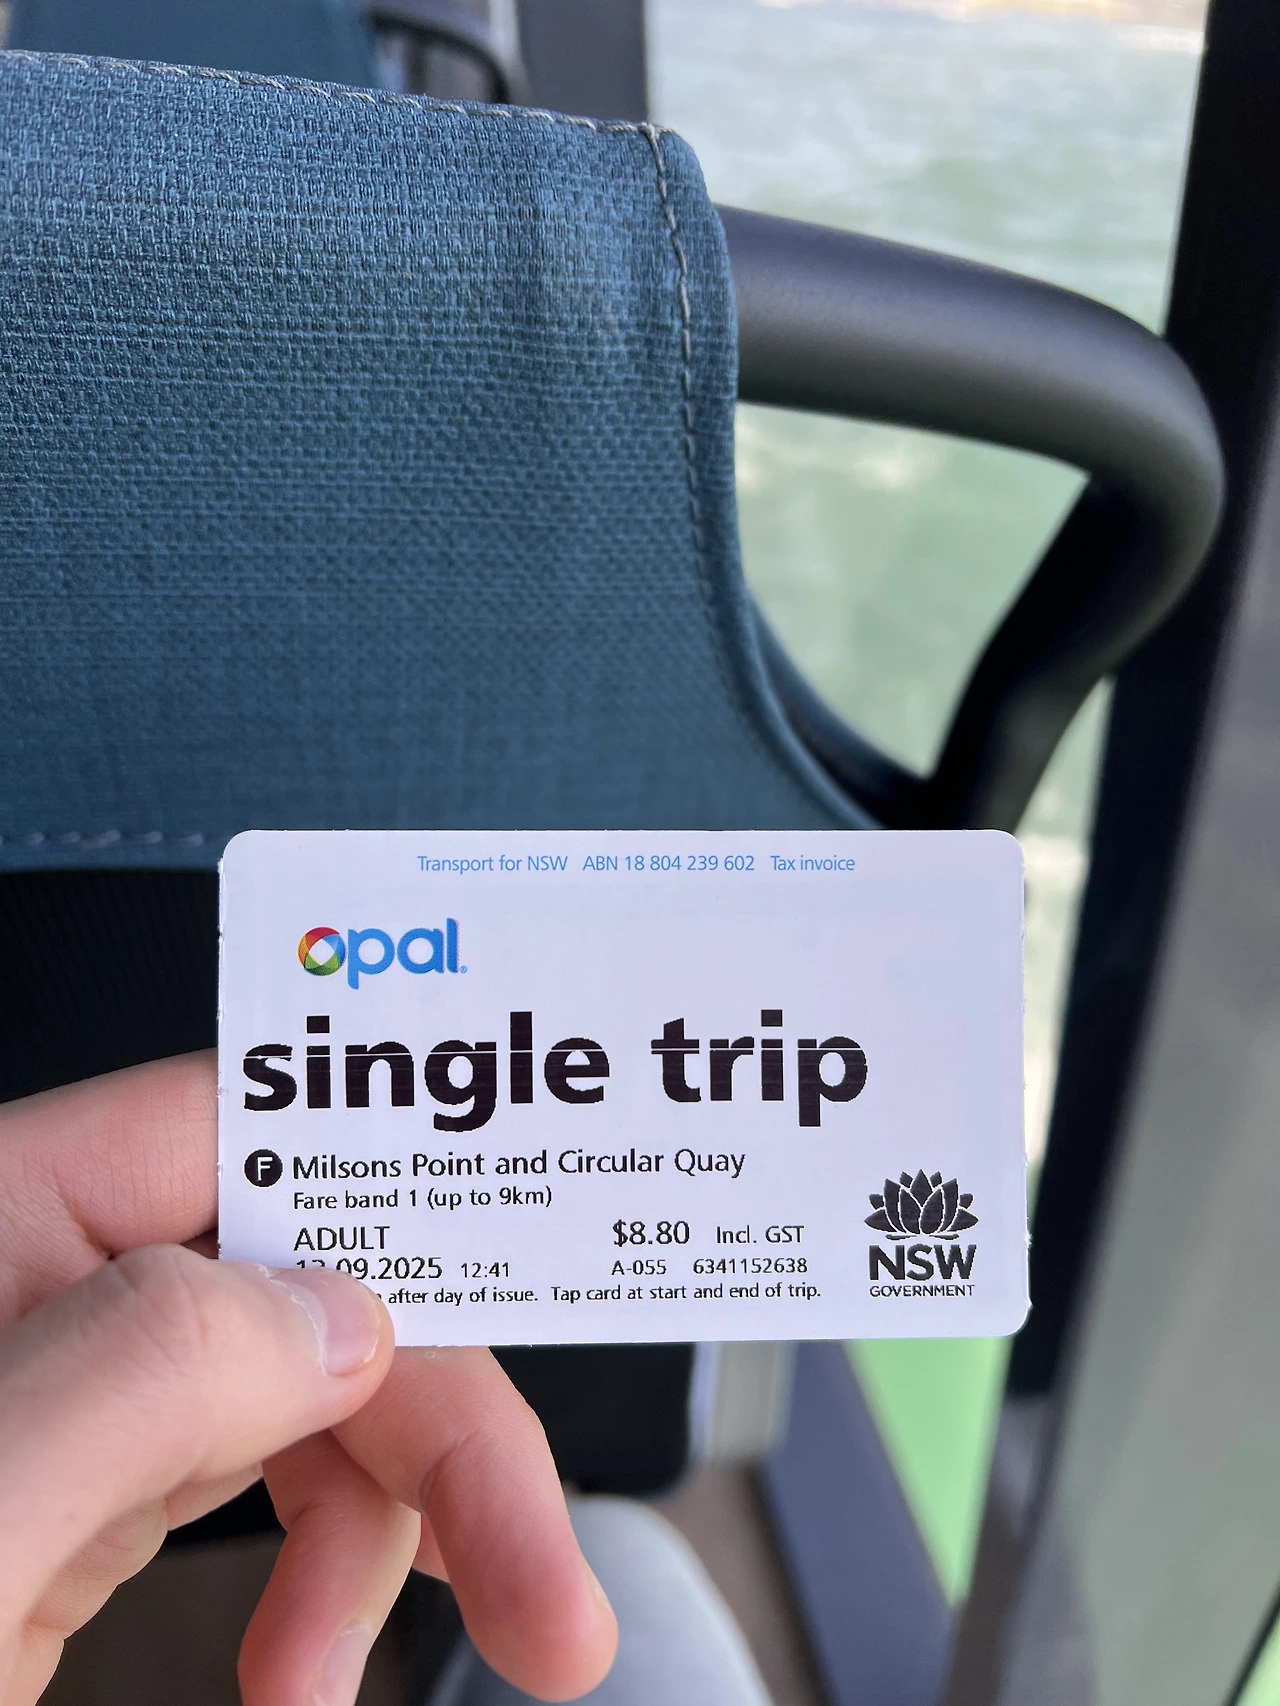 Transport for NSW ABN 18 804 239 602 Tax invoice
opal
single trip
F Milsons Point and Circular Quay
Fare band 1 (up to 9km)
ADULT $8.80 Incl. GST
09.2025 12:41 A-055 6341152638
after day of issue. Tap card at start and end of trip.
NSW
GOVERNMENT